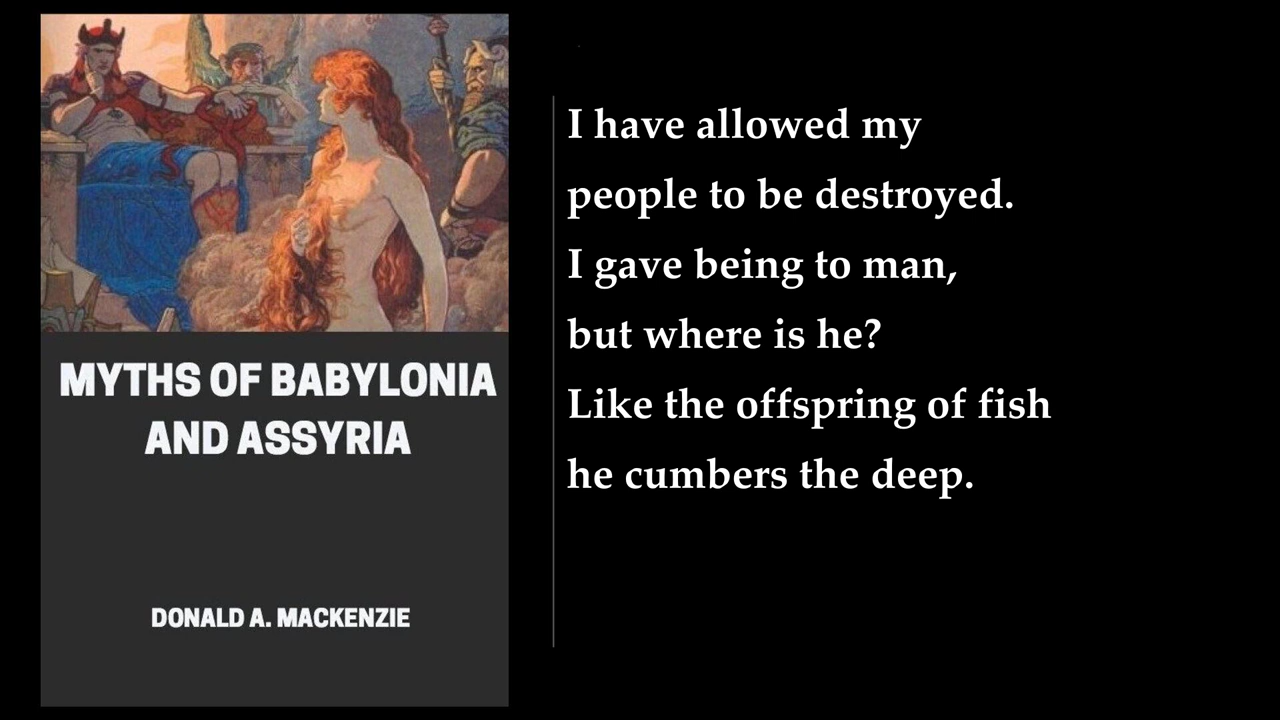 MYTHS OF BABYLONIA
AND ASSYRIA
DONALD A. MACKENZIE
I have allowed my
people to be destroyed.
I gave being to man,
but where is he?
Like the offspring of fish
he cumbers the deep.